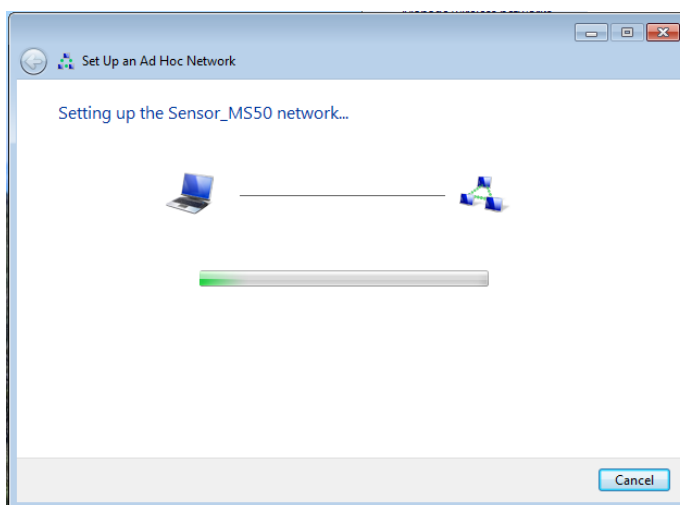 Set Up an Ad Hoc Network
Setting up the Sensor_MS50 network...
Cancel